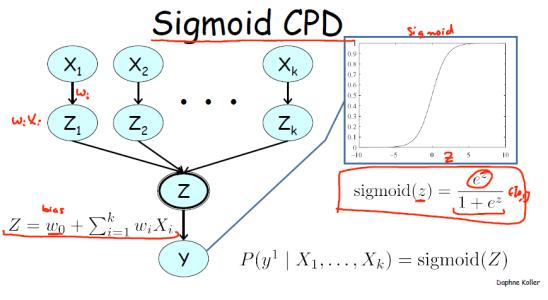 Sigmoid CPD
sigmoid
X₁ X₂ Xₖ
wᵢ
wᵢXᵢ
Z₁ Z₂ • • • Zₖ
1
0.9
0.8
0.7
0.6
0.5
0.4
0.3
0.2
0.1
0
-10 -5 0 5 10
Z
Z
sigmoid(z) = e^z / (1 + e^z)
bias
Z = w₀ + ∑ᵢ₌₁ᵏ wᵢXᵢ
Y
P(y¹ | X₁, . . . , Xₖ) = sigmoid(Z)
Daphne Koller